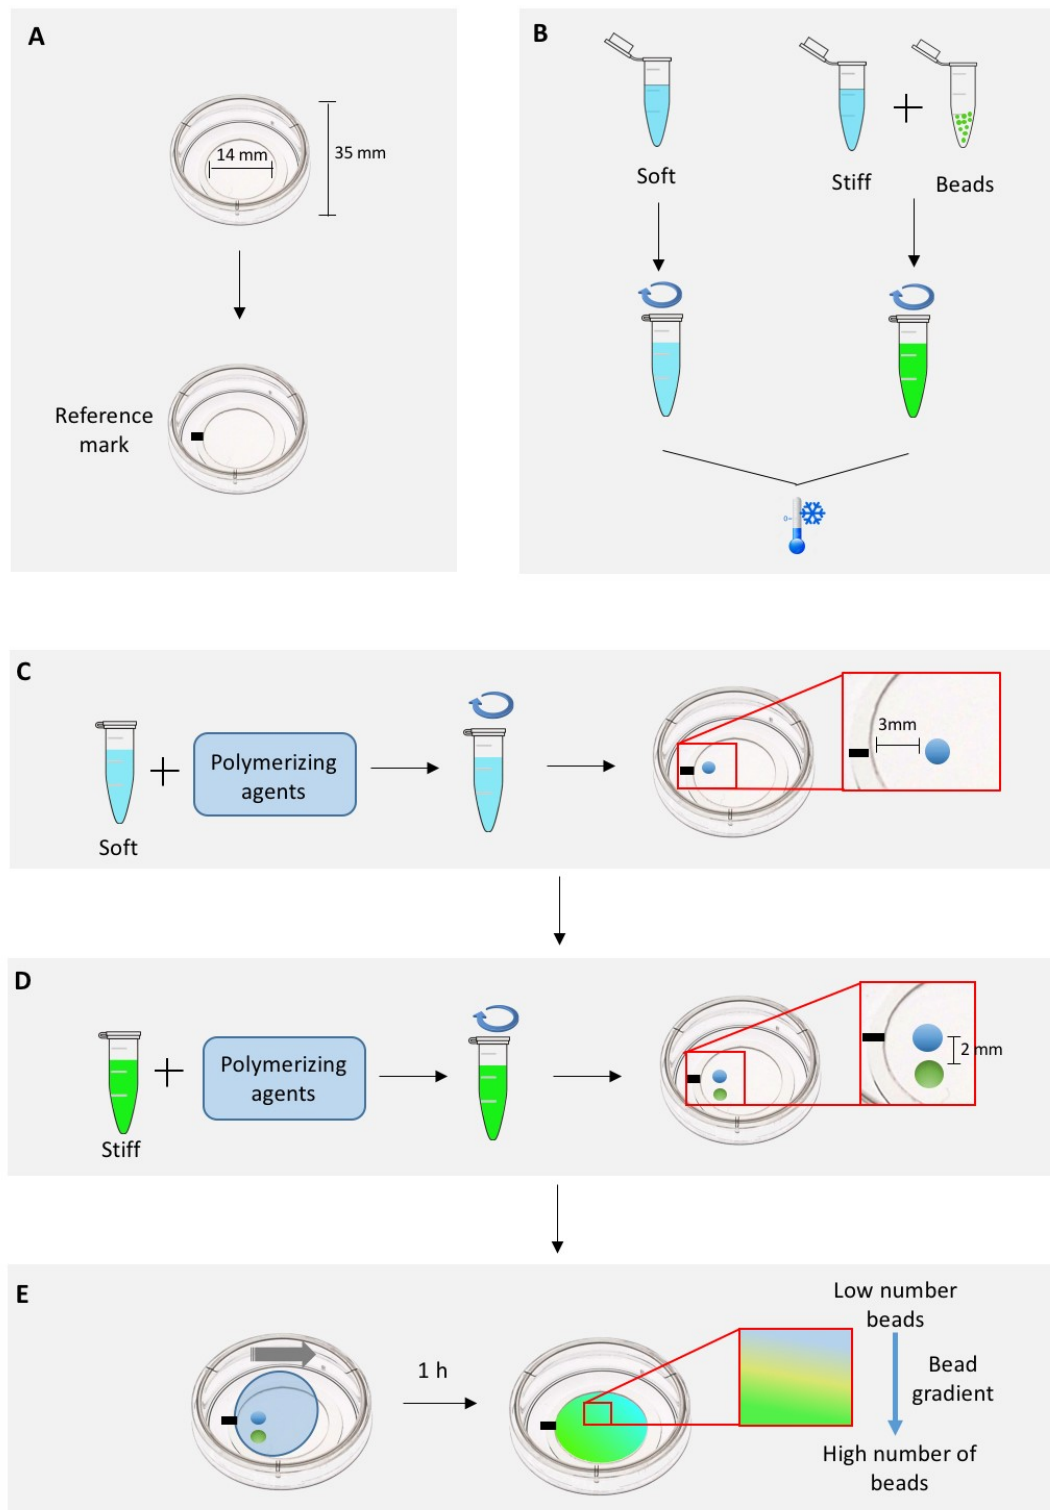 A
14 mm
35 mm
Reference
mark
B
Soft
Stiff
Beads
0-
C
Polymerizing
agents
Soft
3mm
D
Polymerizing
agents
Stiff
2 mm
E
1 h
Low number
beads
Bead
gradient
High number of
beads